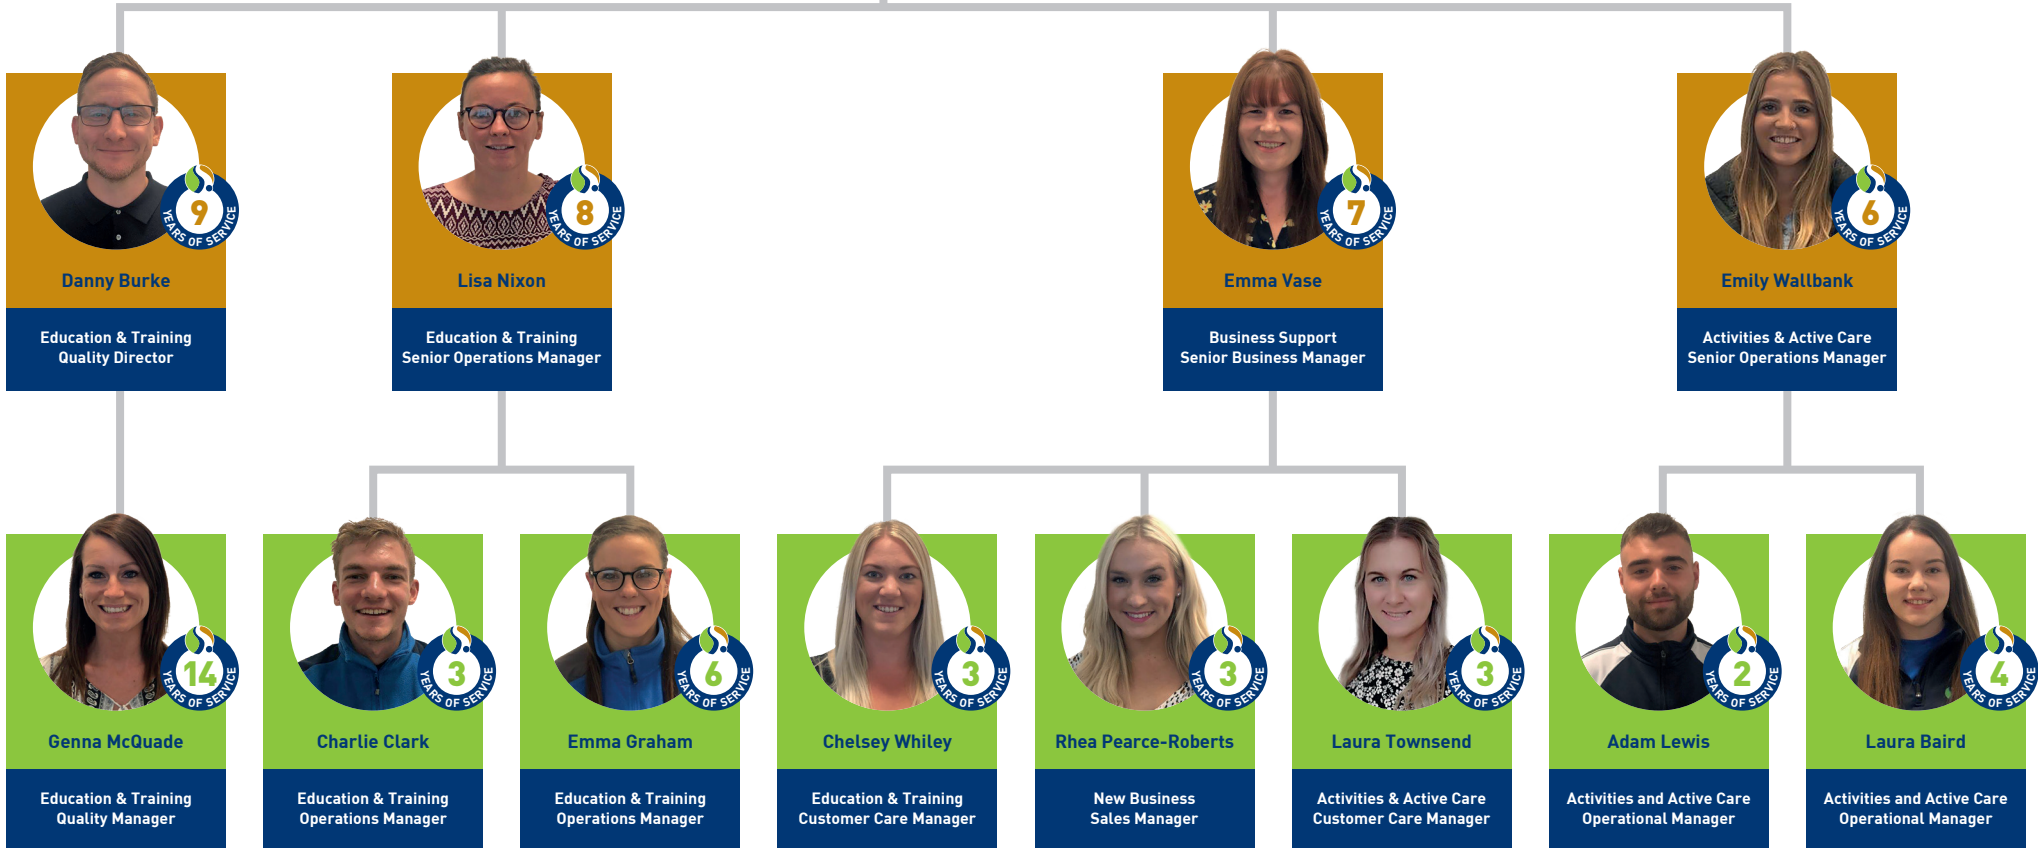 9
YEARS OF SERVICE
Danny Burke
Education & Training
Quality Director
8
YEARS OF SERVICE
Lisa Nixon
Education & Training
Senior Operations Manager
7
YEARS OF SERVICE
Emma Vase
Business Support
Senior Business Manager
6
YEARS OF SERVICE
Emily Wallbank
Activities & Active Care
Senior Operations Manager
14
YEARS OF SERVICE
Genna McQuade
Education & Training
Quality Manager
3
YEARS OF SERVICE
Charlie Clark
Education & Training
Operations Manager
6
YEARS OF SERVICE
Emma Graham
Education & Training
Operations Manager
3
YEARS OF SERVICE
Chelsey Whiley
Education & Training
Customer Care Manager
3
YEARS OF SERVICE
Rhea Pearce-Roberts
New Business
Sales Manager
3
YEARS OF SERVICE
Laura Townsend
Activities & Active Care
Customer Care Manager
2
YEARS OF SERVICE
Adam Lewis
Activities and Active Care
Operational Manager
4
YEARS OF SERVICE
Laura Baird
Activities and Active Care
Operational Manager